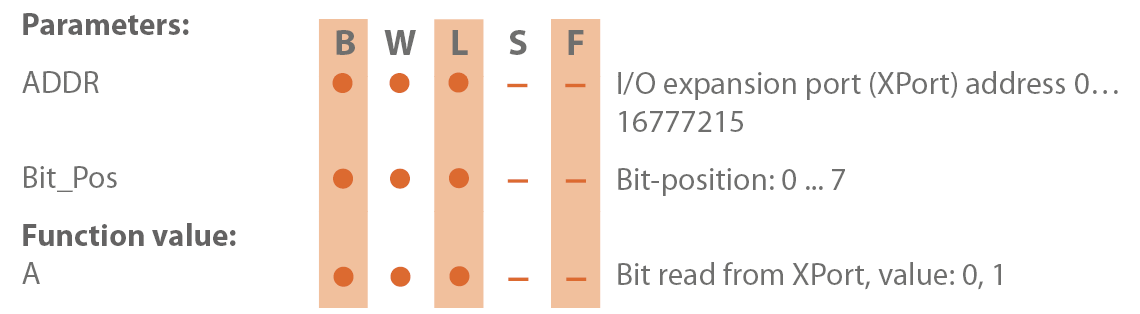 Parameters:
B W L S F
ADDR ● ● ● – – I/O expansion port (XPort) address 0…
16777215
Bit_Pos ● ● ● – – Bit-position: 0 ... 7
Function value:
A ● ● ● – – Bit read from XPort, value: 0, 1